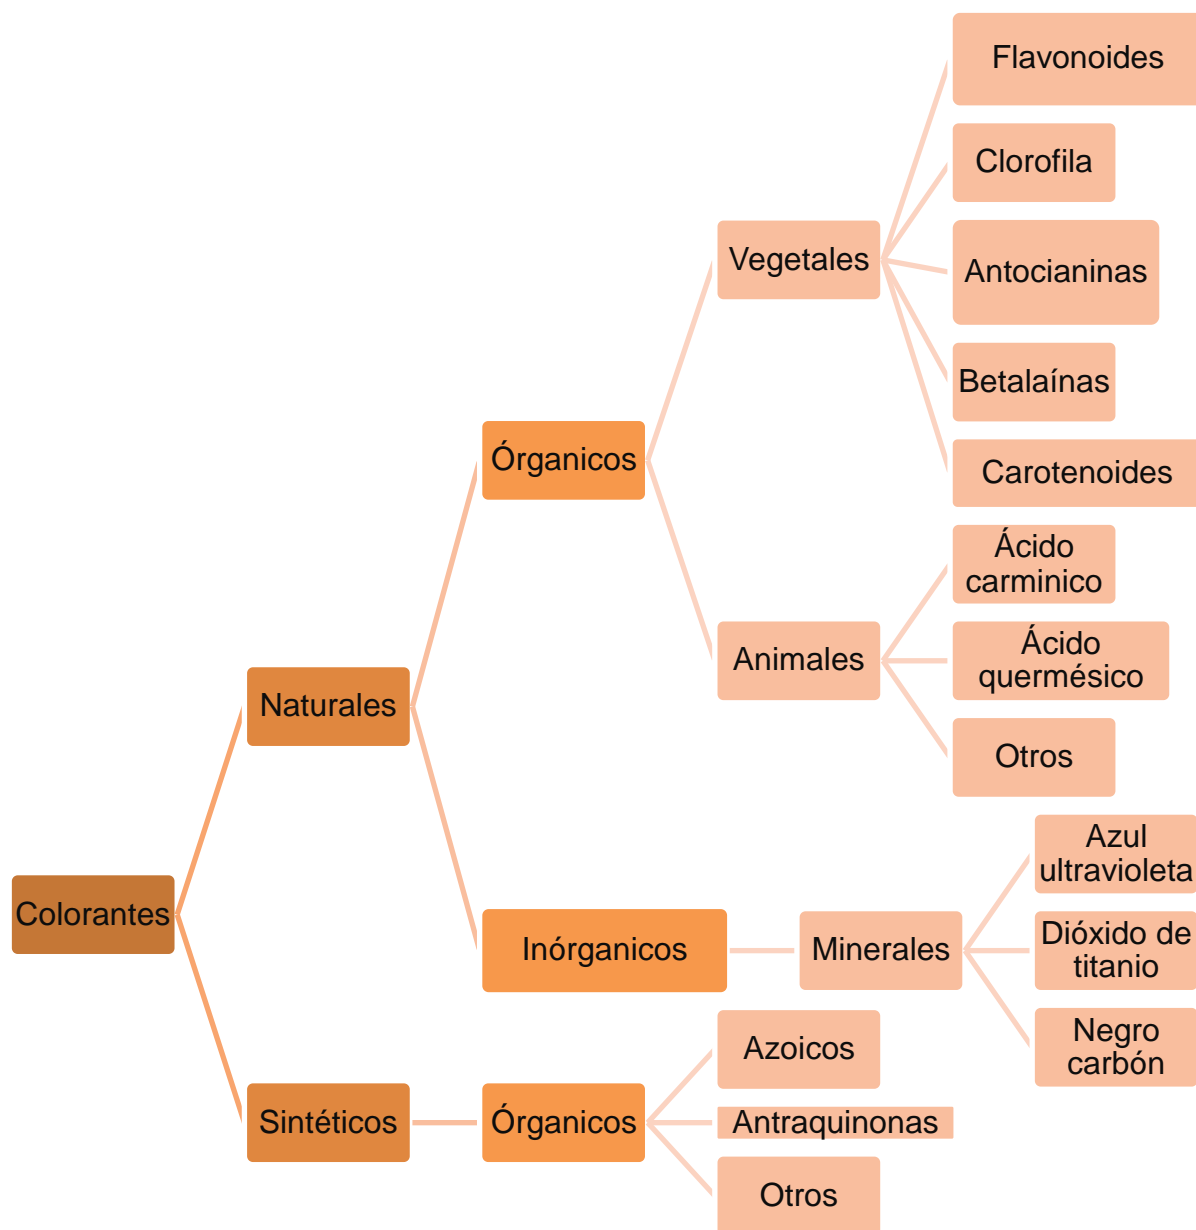 Flavonoides
Clorofila
Vegetales
Antocianinas
Betalaínas
Órganicos
Carotenoides
Ácido
carminico
Animales
Ácido
quermésico
Naturales
Otros
Azul
ultravioleta
Colorantes
Inórganicos
Minerales
Dióxido de
titanio
Negro
carbón
Azoicos
Sintéticos
Órganicos
Antraquinonas
Otros